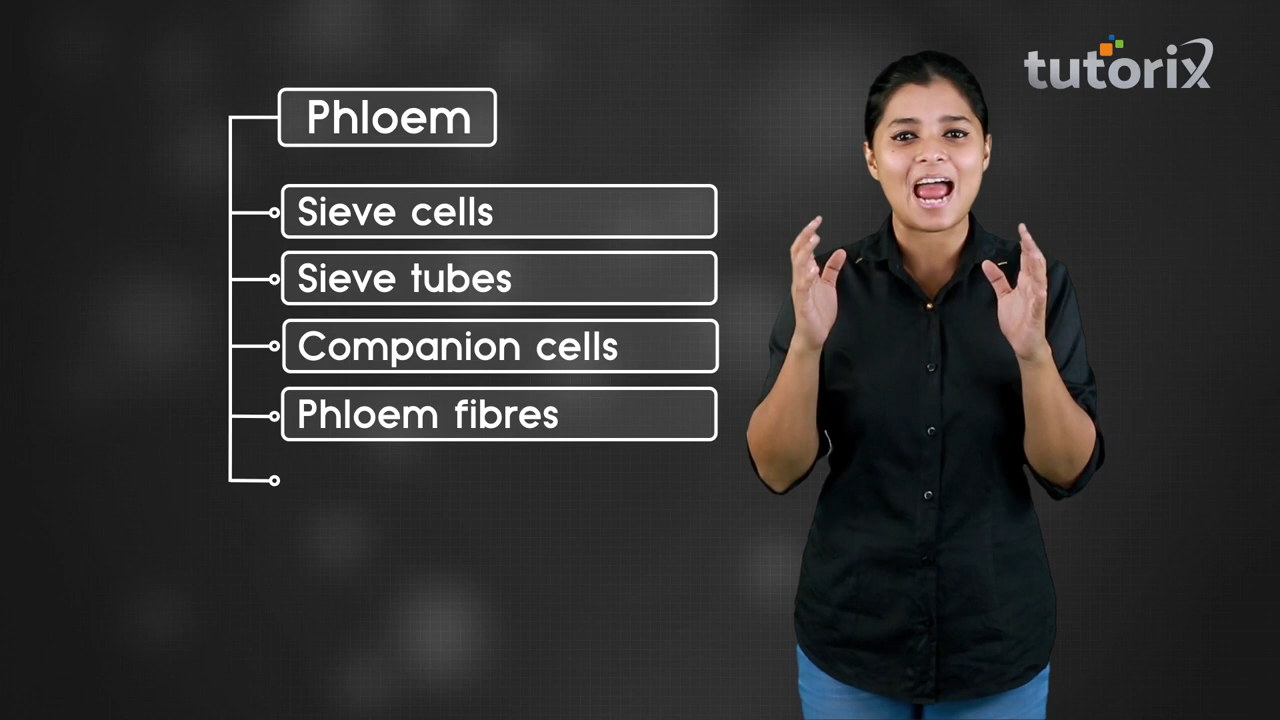 tutorix
Phloem
Sieve cells
Sieve tubes
Companion cells
Phloem fibres